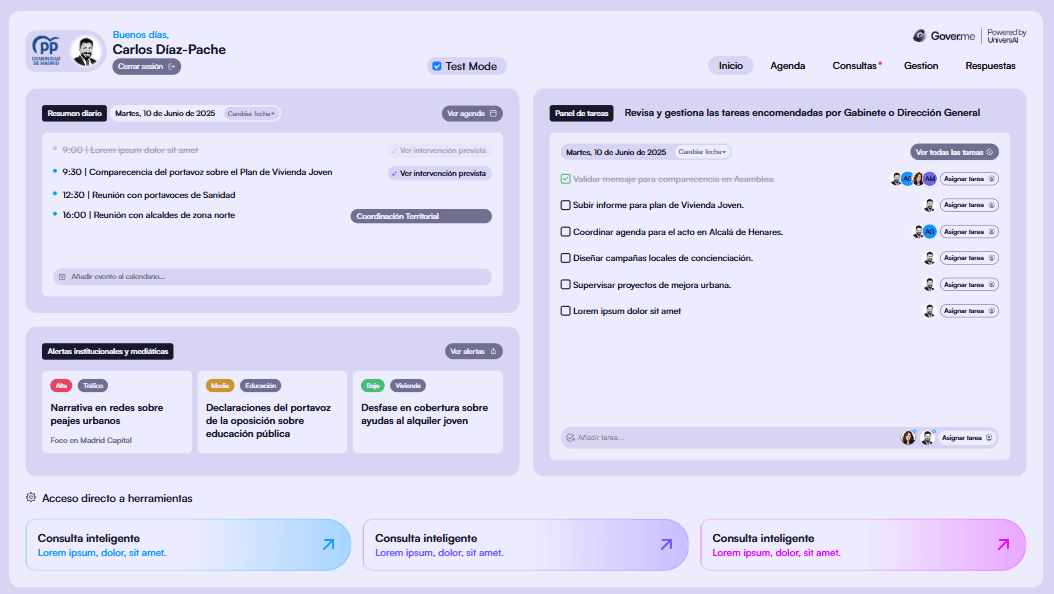 PP
COMUNIDAD
DE MADRID
Buenos días,
Carlos Díaz-Pache
Cerrar sesión
Test Mode
Goverme
Powered by
UniversAI
Inicio
Agenda
Consultas
Gestion
Respuestas
Resumen diario
Martes, 10 de Junio de 2025
Cambiar fecha
Ver agenda
9:00 | Lorem ipsum dolor sit amet
Ver intervención prevista
9:30 | Comparecencia del portavoz sobre el Plan de Vivienda Joven
Ver intervención prevista
12:30 | Reunión con portavoces de Sanidad
16:00 | Reunión con alcaldes de zona norte
Coordinación Territorial
Añadir evento al calendario...
Panel de tareas
Revisa y gestiona las tareas encomendadas por Gabinete o Dirección General
Martes, 10 de Junio de 2025
Cambiar fecha
Ver todas las tareas
Validar mensaje para comparecencia en Asamblea.
AG
AM
Asignar tarea
Subir informe para plan de Vivienda Joven.
Asignar tarea
Coordinar agenda para el acto en Alcalá de Henares.
AG
Asignar tarea
Diseñar campañas locales de concienciación.
Asignar tarea
Supervisar proyectos de mejora urbana.
Asignar tarea
Lorem ipsum dolor sit amet
Asignar tarea
Añadir tarea...
Asignar tarea
Alertas institucionales y mediáticas
Ver alertas
Alta
Tráfico
Narrativa en redes sobre
peajes urbanos
Foco en Madrid Capital
Media
Educación
Declaraciones del portavoz
de la oposición sobre
educación pública
Baja
Vivienda
Desfase en cobertura sobre
ayudas al alquiler joven
Acceso directo a herramientas
Consulta inteligente
Lorem ipsum, dolor, sit amet.
Consulta inteligente
Lorem ipsum, dolor, sit amet.
Consulta inteligente
Lorem ipsum, dolor, sit amet.